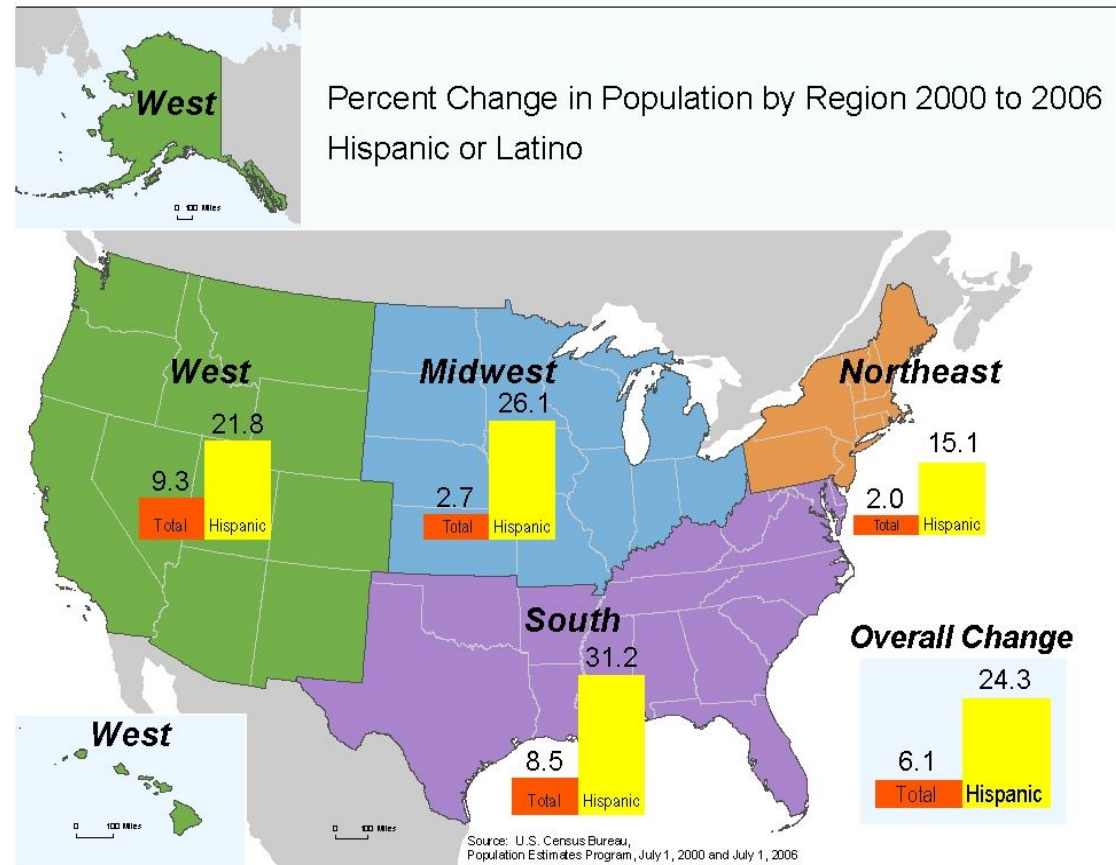 West
0 100 Miles
Percent Change in Population by Region 2000 to 2006
Hispanic or Latino
West
21.8
9.3
Total
Hispanic
Midwest
26.1
2.7
Total
Hispanic
Northeast
15.1
2.0
Total
Hispanic
South
31.2
8.5
Total
Hispanic
Overall Change
24.3
6.1
Total
Hispanic
West
0 100 Miles
0 100 Miles
Source: U.S. Census Bureau,
Population Estimates Program, July 1, 2000 and July 1, 2006